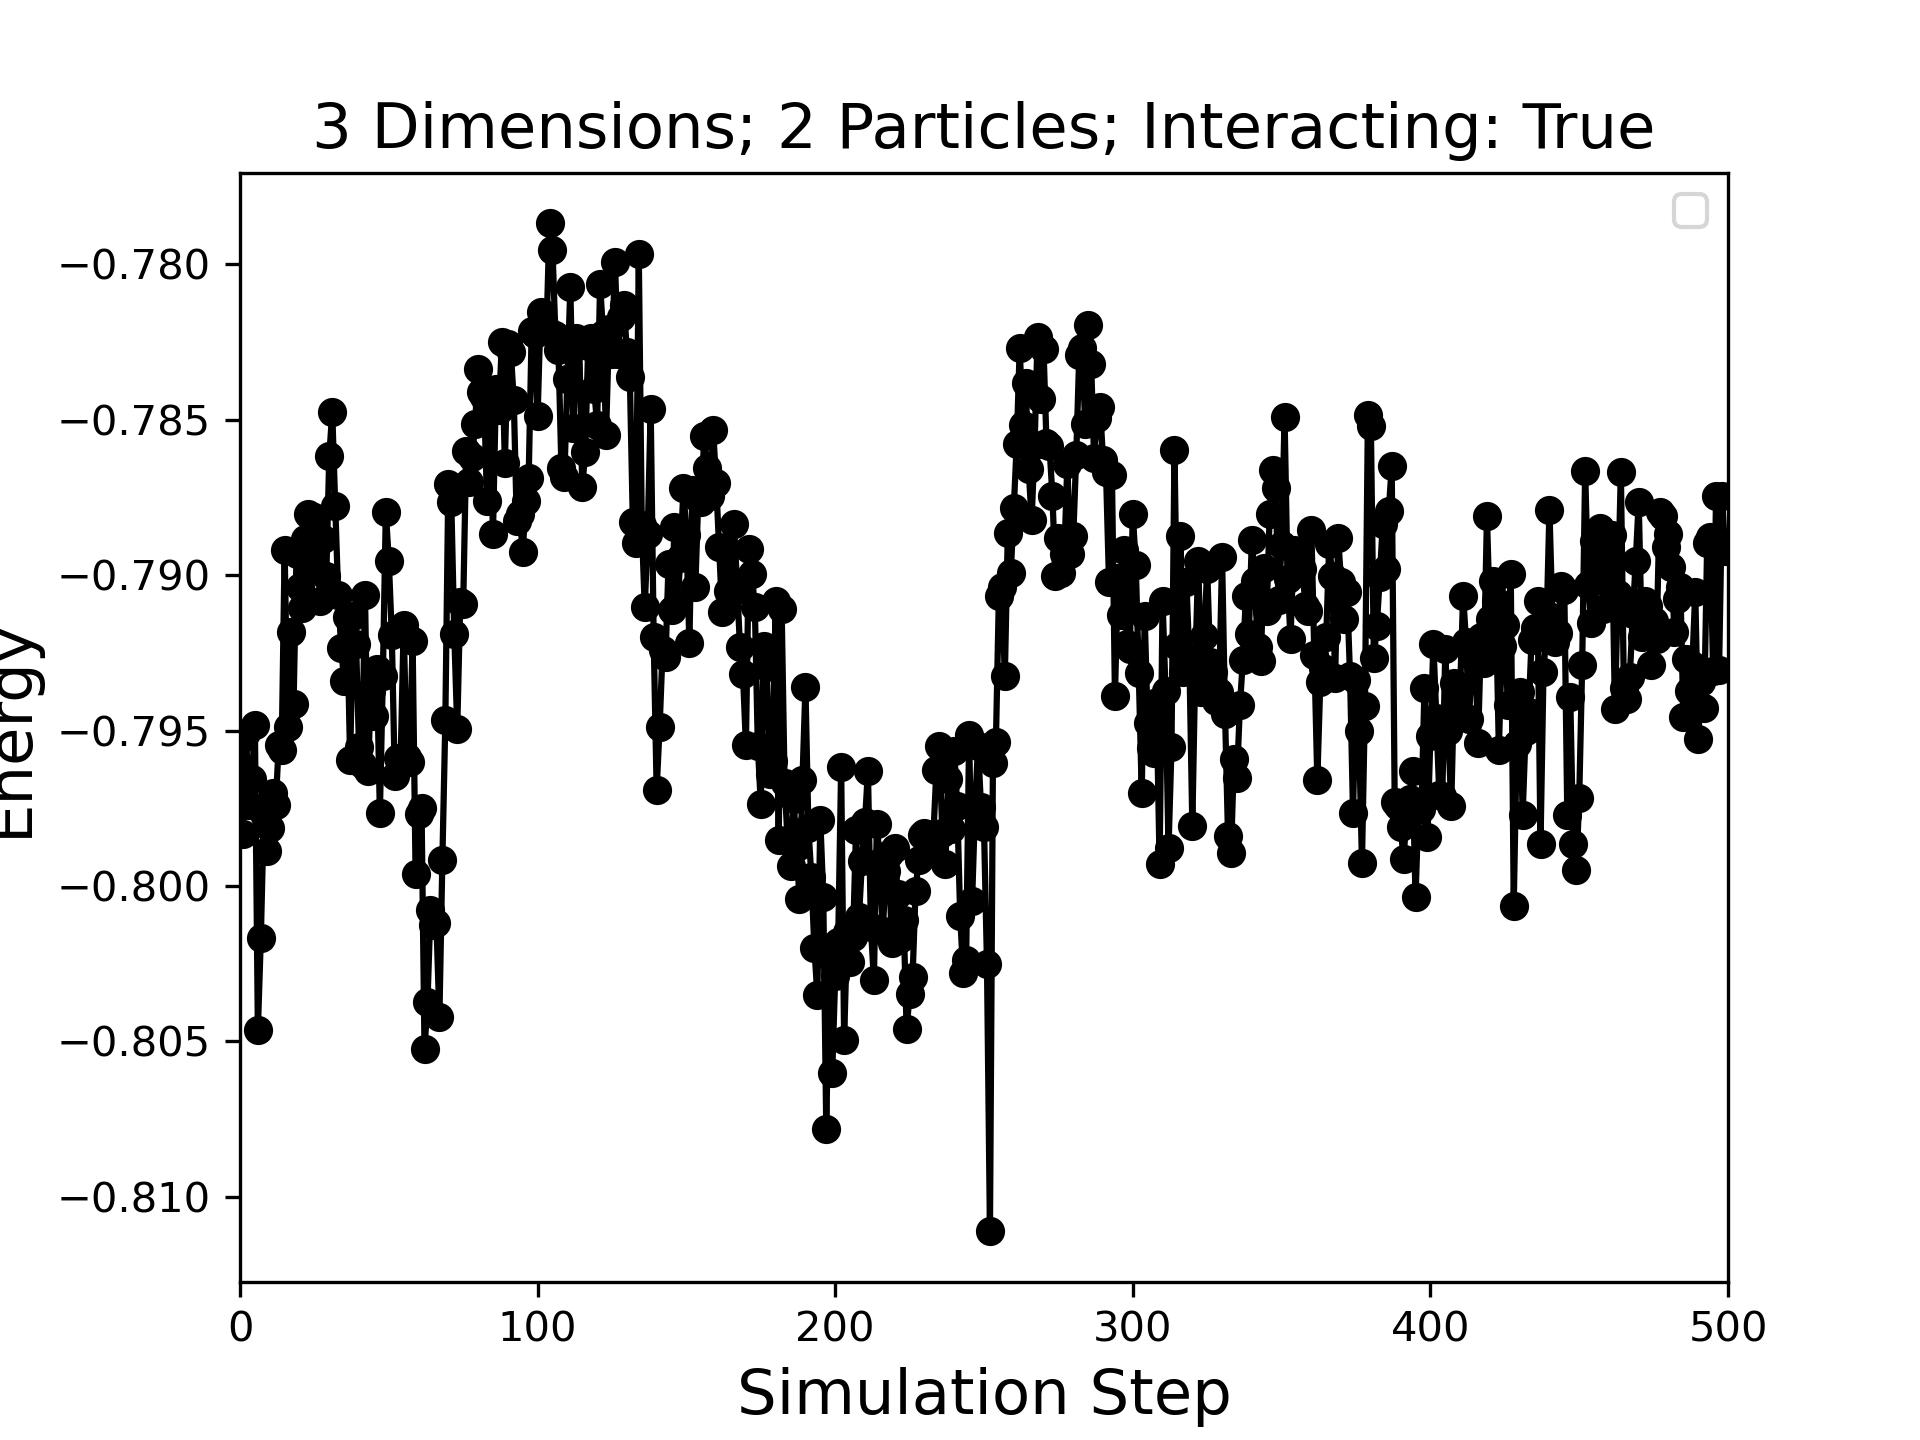 3 Dimensions; 2 Particles; Interacting: True
−0.780
−0.785
−0.790
−0.795
−0.800
−0.805
−0.810
Energy
0 100 200 300 400 500
Simulation Step